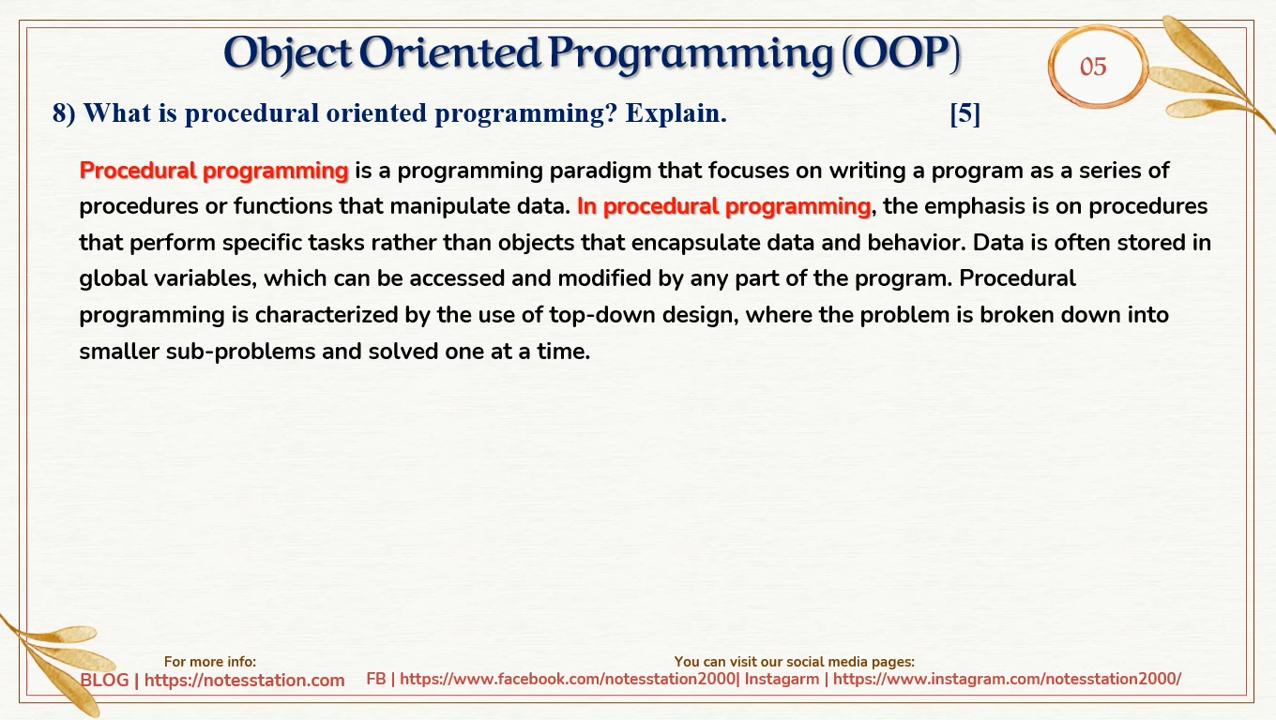 Object Oriented Programming (OOP)
05
8) What is procedural oriented programming? Explain. [5]
Procedural programming is a programming paradigm that focuses on writing a program as a series of
procedures or functions that manipulate data. In procedural programming, the emphasis is on procedures
that perform specific tasks rather than objects that encapsulate data and behavior. Data is often stored in
global variables, which can be accessed and modified by any part of the program. Procedural
programming is characterized by the use of top-down design, where the problem is broken down into
smaller sub-problems and solved one at a time.
For more info:
BLOG | https://notesstation.com
You can visit our social media pages:
FB | https://www.facebook.com/notesstation2000| Instagarm | https://www.instagram.com/notesstation2000/